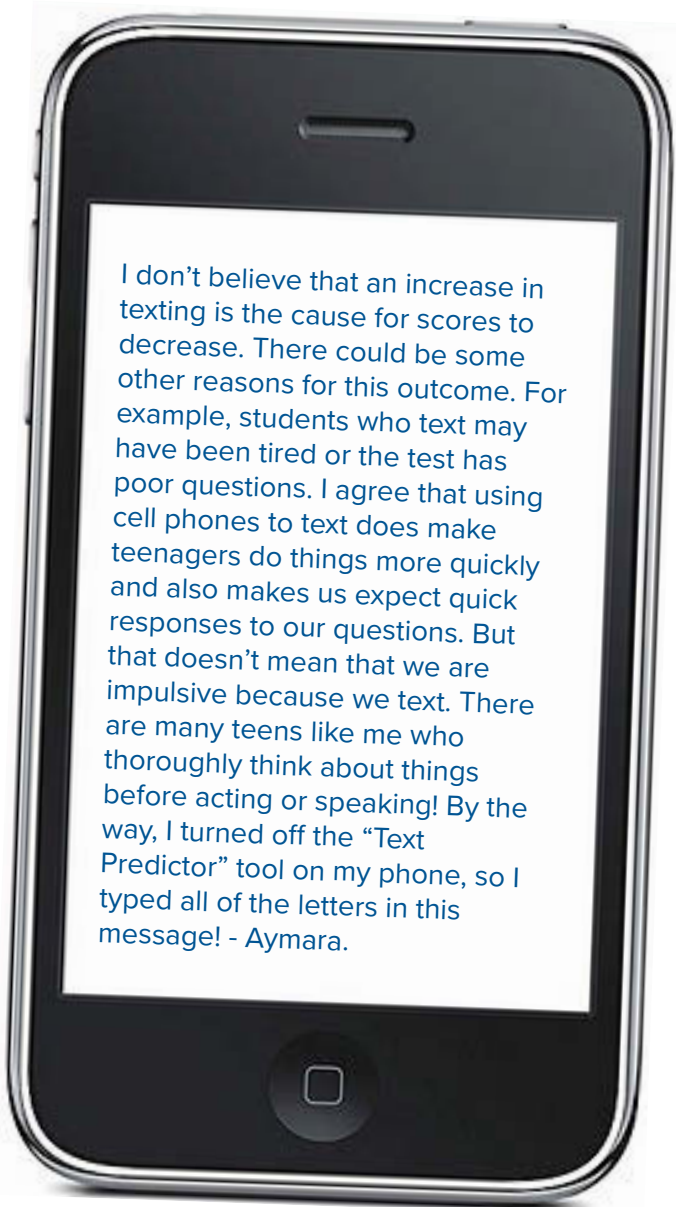 I don’t believe that an increase in
texting is the cause for scores to
decrease. There could be some
other reasons for this outcome. For
example, students who text may
have been tired or the test has
poor questions. I agree that using
cell phones to text does make
teenagers do things more quickly
and also makes us expect quick
responses to our questions. But
that doesn’t mean that we are
impulsive because we text. There
are many teens like me who
thoroughly think about things
before acting or speaking! By the
way, I turned off the “Text
Predictor” tool on my phone, so I
typed all of the letters in this
message! - Aymara.